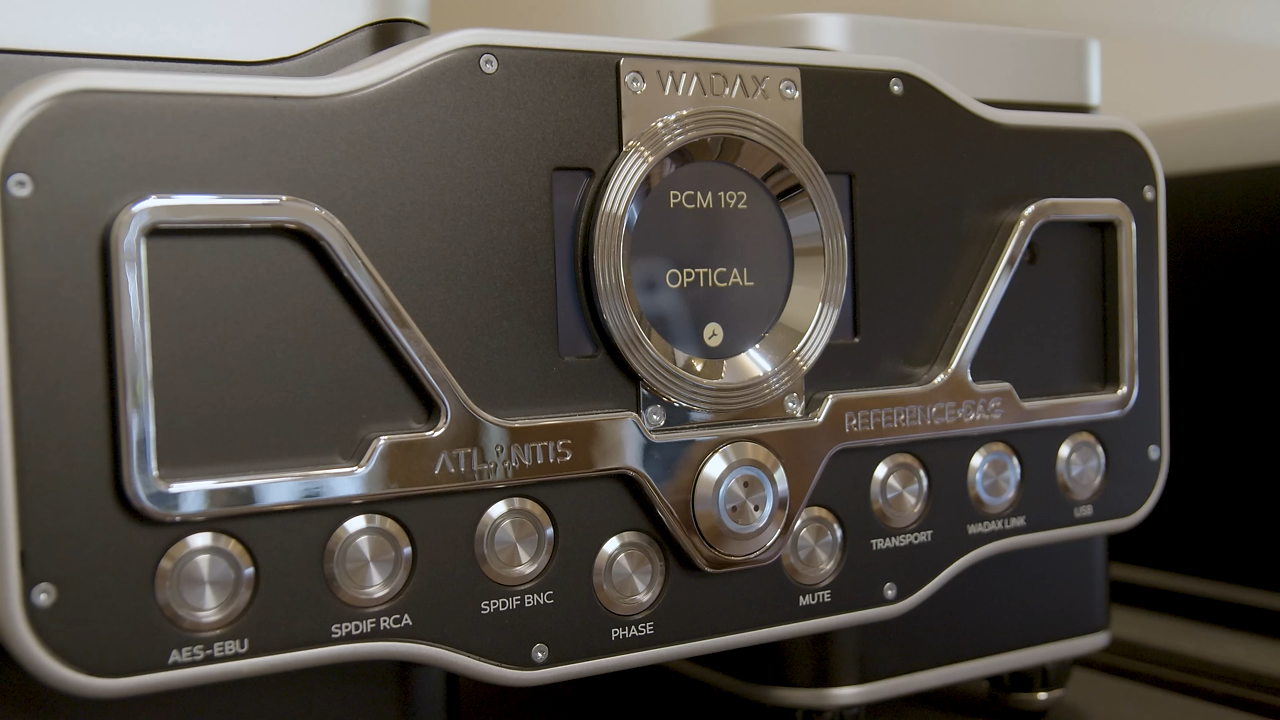 WADAX
PCM 192
OPTICAL
ATLANTIS
REFERENCE DAC
AES-EBU
SPDIF RCA
SPDIF BNC
PHASE
MUTE
TRANSPORT
WADAX LINK
USB